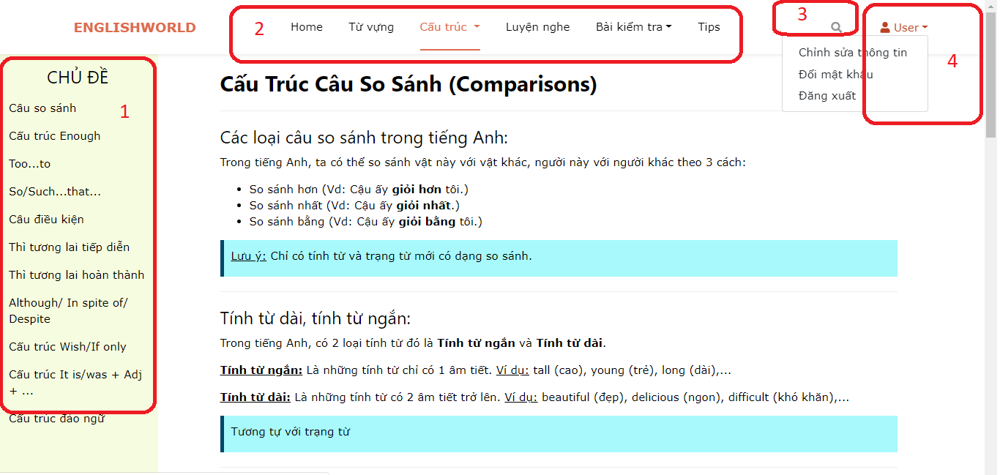 ENGLISHWORLD
2
Home
Từ vựng
Cấu trúc
Luyện nghe
Bài kiểm tra
Tips
3
User
Chỉnh sửa thông tin
Đổi mật khẩu
Đăng xuất
4
CHỦ ĐỀ
1
Câu so sánh
Cấu trúc Enough
Too...to
So/Such...that...
Câu điều kiện
Thì tương lai tiếp diễn
Thì tương lai hoàn thành
Although/ In spite of/
Despite
Cấu trúc Wish/If only
Cấu trúc It is/was + Adj
+ ...
Cấu trúc đảo ngữ
Cấu Trúc Câu So Sánh (Comparisons)
Các loại câu so sánh trong tiếng Anh:
Trong tiếng Anh, ta có thể so sánh vật này với vật khác, người này với người khác theo 3 cách:
• So sánh hơn (Vd: Cậu ấy giỏi hơn tôi.)
• So sánh nhất (Vd: Cậu ấy giỏi nhất.)
• So sánh bằng (Vd: Cậu ấy giỏi bằng tôi.)
Lưu ý: Chỉ có tính từ và trạng từ mới có dạng so sánh.
Tính từ dài, tính từ ngắn:
Trong tiếng Anh, có 2 loại tính từ đó là Tính từ ngắn và Tính từ dài.
Tính từ ngắn: Là những tính từ chỉ có 1 âm tiết. Ví dụ: tall (cao), young (trẻ), long (dài),...
Tính từ dài: Là những tính từ có 2 âm tiết trở lên. Ví dụ: beautiful (đẹp), delicious (ngon), difficult (khó khăn),...
Tương tự với trạng từ